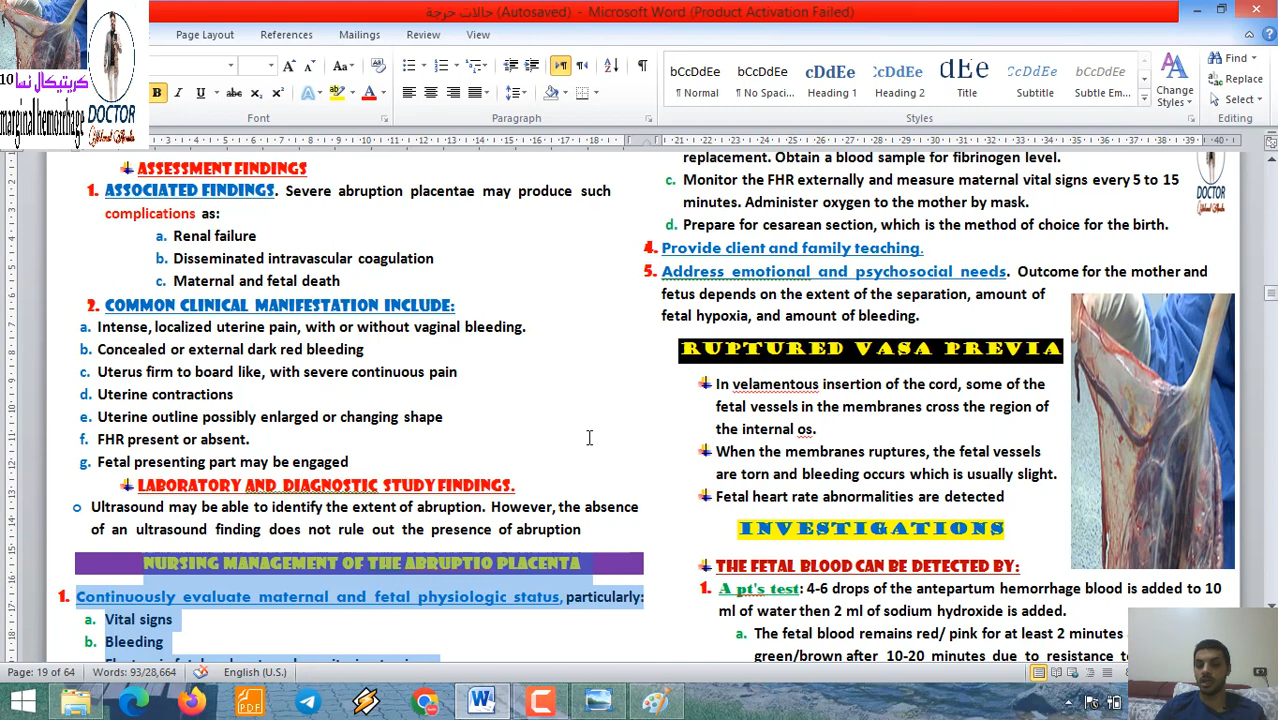 حالات حرجة (Autosaved) - Microsoft Word (Product Activation Failed)
Page Layout
References
Mailings
Review
View
كريتيكال نسا
10
marginal hemorrhage
DOCTOR
Font
Paragraph
Styles
Editing
bCcDdEe
¶ Normal
bCcDdEe
¶ No Spaci...
cDdEe
Heading 1
cCcDdEe
Heading 2
dEe
Title
cCcDdEe
Subtitle
bCcDdEe
Subtle Em...
Change
Styles
Find
Replace
Select
ASSESSMENT FINDINGS
1. ASSOCIATED FINDINGS. Severe abruption placentae may produce such
complications as:
a. Renal failure
b. Disseminated intravascular coagulation
c. Maternal and fetal death
2. COMMON CLINICAL MANIFESTATION INCLUDE:
a. Intense, localized uterine pain, with or without vaginal bleeding.
b. Concealed or external dark red bleeding
c. Uterus firm to board like, with severe continuous pain
d. Uterine contractions
e. Uterine outline possibly enlarged or changing shape
f. FHR present or absent.
g. Fetal presenting part may be engaged
LABORATORY AND DIAGNOSTIC STUDY FINDINGS.
o Ultrasound may be able to identify the extent of abruption. However, the absence
of an ultrasound finding does not rule out the presence of abruption
NURSING MANAGEMENT OF THE ABRUPTIO PLACENTA
1. Continuously evaluate maternal and fetal physiologic status, particularly:
a. Vital signs
b. Bleeding
replacement. Obtain a blood sample for fibrinogen level.
c. Monitor the FHR externally and measure maternal vital signs every 5 to 15
minutes. Administer oxygen to the mother by mask.
d. Prepare for cesarean section, which is the method of choice for the birth.
4. Provide client and family teaching.
5. Address emotional and psychosocial needs. Outcome for the mother and
fetus depends on the extent of the separation, amount of
fetal hypoxia, and amount of bleeding.
RUPTURED VASA PREVIA
In velamentous insertion of the cord, some of the
fetal vessels in the membranes cross the region of
the internal os.
When the membranes ruptures, the fetal vessels
are torn and bleeding occurs which is usually slight.
Fetal heart rate abnormalities are detected
INVESTIGATIONS
THE FETAL BLOOD CAN BE DETECTED BY:
1. A pt's test: 4-6 drops of the antepartum hemorrhage blood is added to 10
ml of water then 2 ml of sodium hydroxide is added.
a. The fetal blood remains red/ pink for at least 2 minutes
green/brown after 10-20 minutes due to resistance
DOCTOR
Page: 19 of 64
Words: 93/28,664
English (U.S.)